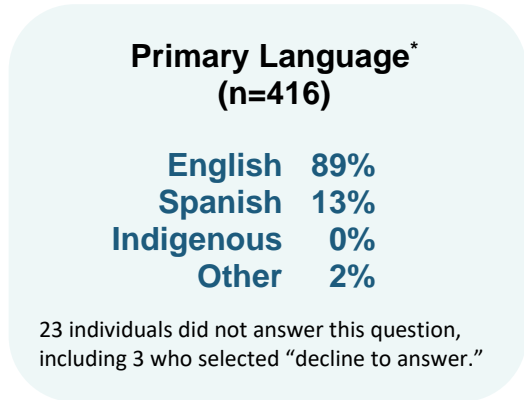 Primary Language*
(n=416)
English 89%
Spanish 13%
Indigenous 0%
Other 2%
23 individuals did not answer this question,
including 3 who selected “decline to answer.”